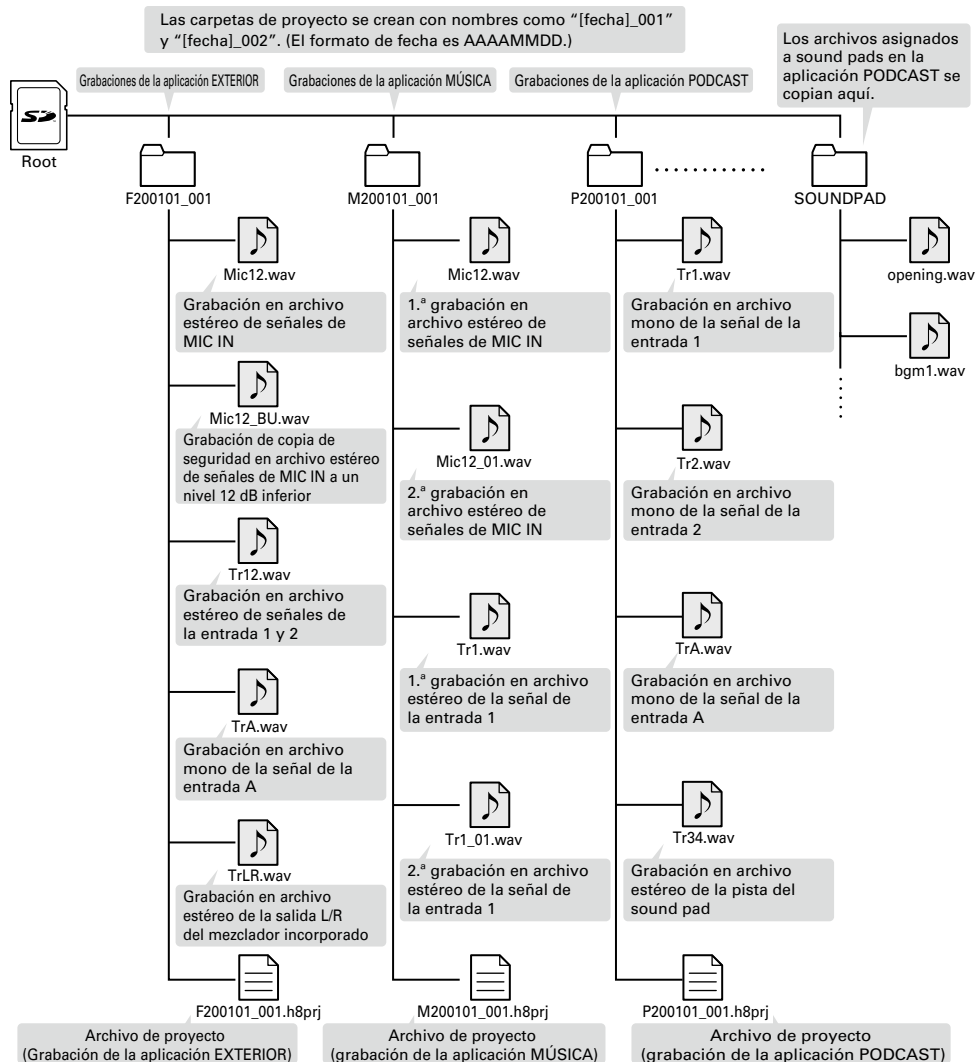 Las carpetas de proyecto se crean con nombres como “[fecha]_001”
y “[fecha]_002”. (El formato de fecha es AAAAMMDD.)
Los archivos asignados
a sound pads en la
aplicación PODCAST se
copian aquí.
Grabaciones de la aplicación EXTERIOR
Grabaciones de la aplicación MÚSICA
Grabaciones de la aplicación PODCAST
SD
Root
F200101_001
M200101_001
P200101_001
SOUNDPAD
Mic12.wav
Grabación en archivo
estéreo de señales de
MIC IN
Mic12_BU.wav
Grabación de copia de
seguridad en archivo estéreo
de señales de MIC IN a un
nivel 12 dB inferior
Tr12.wav
Grabación en archivo
estéreo de señales de
la entrada 1 y 2
TrA.wav
Grabación en archivo
mono de la señal de la
entrada A
TrLR.wav
Grabación en archivo
estéreo de la salida L/R
del mezclador incorporado
F200101_001.h8prj
Archivo de proyecto
(Grabación de la aplicación EXTERIOR)
Mic12.wav
1.ª grabación en
archivo estéreo de
señales de MIC IN
Mic12_01.wav
2.ª grabación en
archivo estéreo de
señales de MIC IN
Tr1.wav
1.ª grabación en archivo
estéreo de la señal de
la entrada 1
Tr1_01.wav
2.ª grabación en archivo
estéreo de la señal de
la entrada 1
M200101_001.h8prj
Archivo de proyecto
(grabación de la aplicación MÚSICA)
Tr1.wav
Grabación en archivo
mono de la señal de la
entrada 1
Tr2.wav
Grabación en archivo
mono de la señal de la
entrada 2
TrA.wav
Grabación en archivo
mono de la señal de la
entrada A
Tr34.wav
Grabación en archivo
estéreo de la pista del
sound pad
P200101_001.h8prj
Archivo de proyecto
(grabación de la aplicación PODCAST)
opening.wav
bgm1.wav